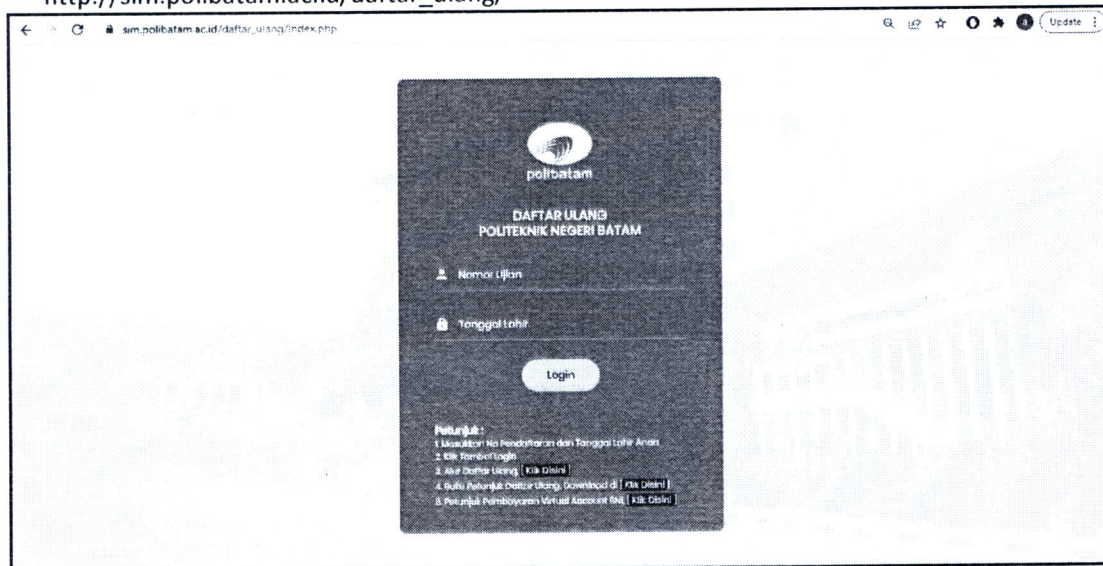 http://sim.polibatam.ac.id/daftar_ulang/
sim.polibatam.ac.id/daftar_ulang/index.php
Update
polibatam
DAFTAR ULANG
POLITEKNIK NEGERI BATAM
Nomor Ujian
Tanggal Lahir
Login
Petunjuk :
1. Masukkan No Pendaftaran dan Tanggal Lahir Anda
2. Klik Tombol Login
3. Alur Daftar Ulang, [ Klik Disini ]
4. Buku Petunjuk Daftar Ulang, Download di [ Klik Disini ]
5. Petunjuk Pembayaran Virtual Account BNI, [ Klik Disini ]